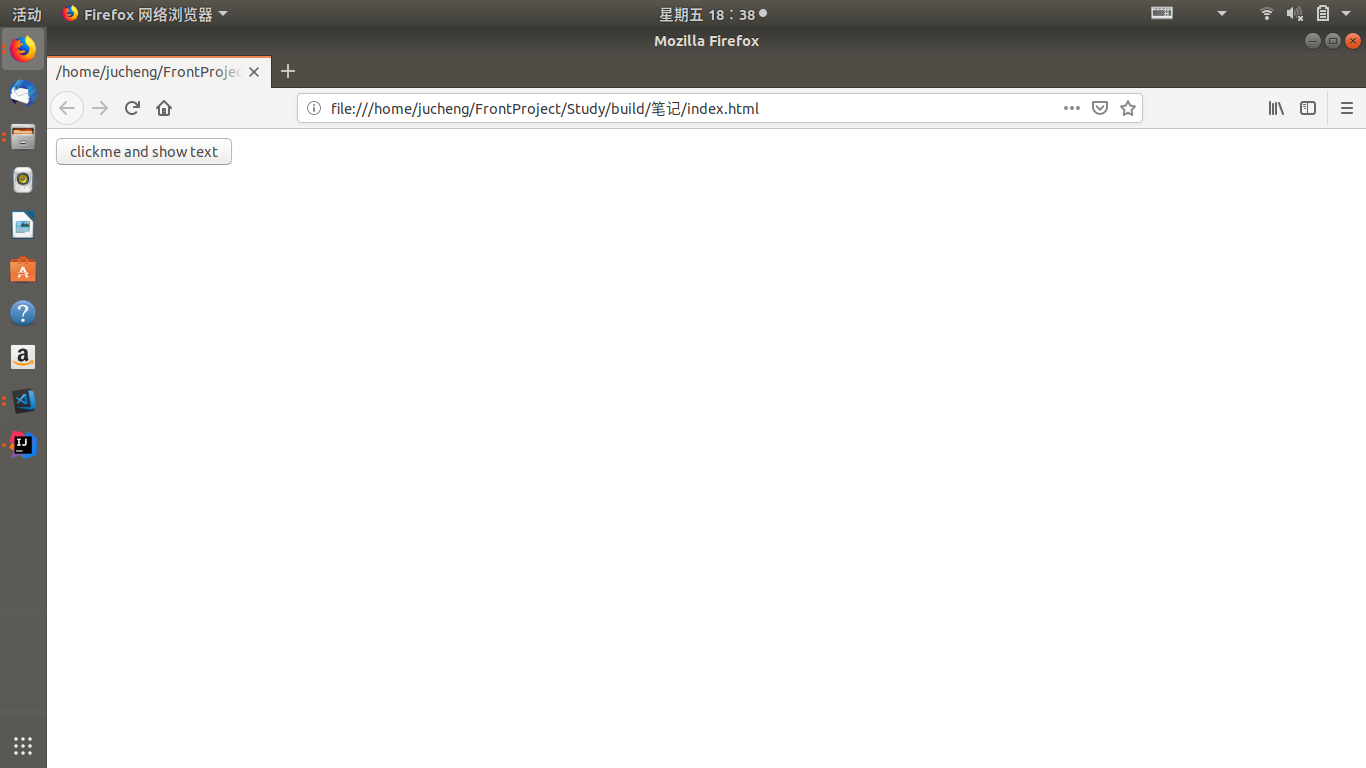 活动 Firefox 网络浏览器 星期五 18：38
Mozilla Firefox
/home/jucheng/FrontProjec
file:///home/jucheng/FrontProject/Study/build/笔记/index.html
clickme and show text